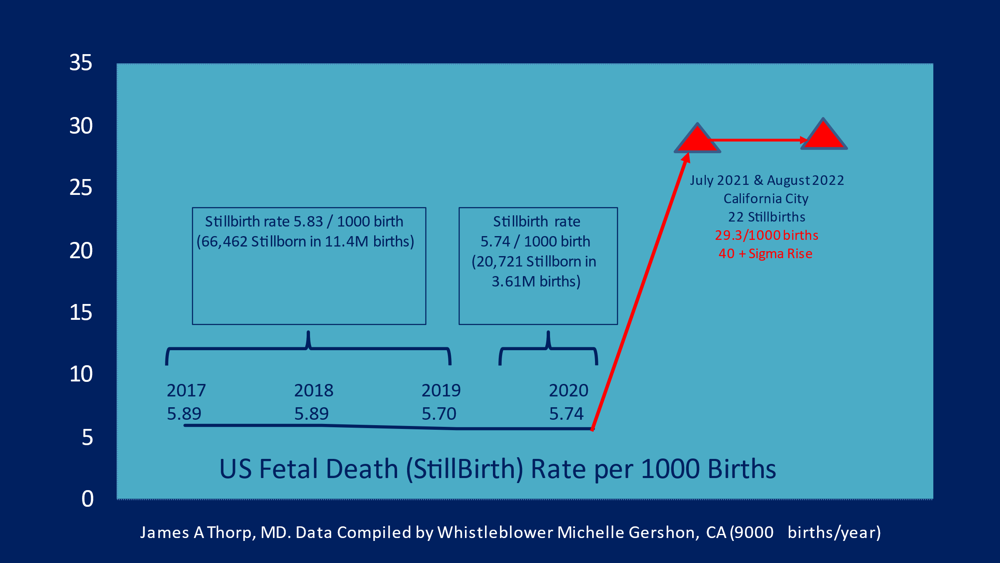 35
30
25
20
15
10
5
0
Stillbirth rate 5.83 / 1000 birth
(66,462 Stillborn in 11.4M births)
Stillbirth rate
5.74 / 1000 birth
(20,721 Stillborn in
3.61M births)
July 2021 & August 2022
California City
22 Stillbirths
29.3/1000 births
40 + Sigma Rise
2017 2018 2019 2020
5.89 5.89 5.70 5.74
US Fetal Death (StillBirth) Rate per 1000 Births
James A Thorp, MD. Data Compiled by Whistleblower Michelle Gershon, CA (9000 births/year)